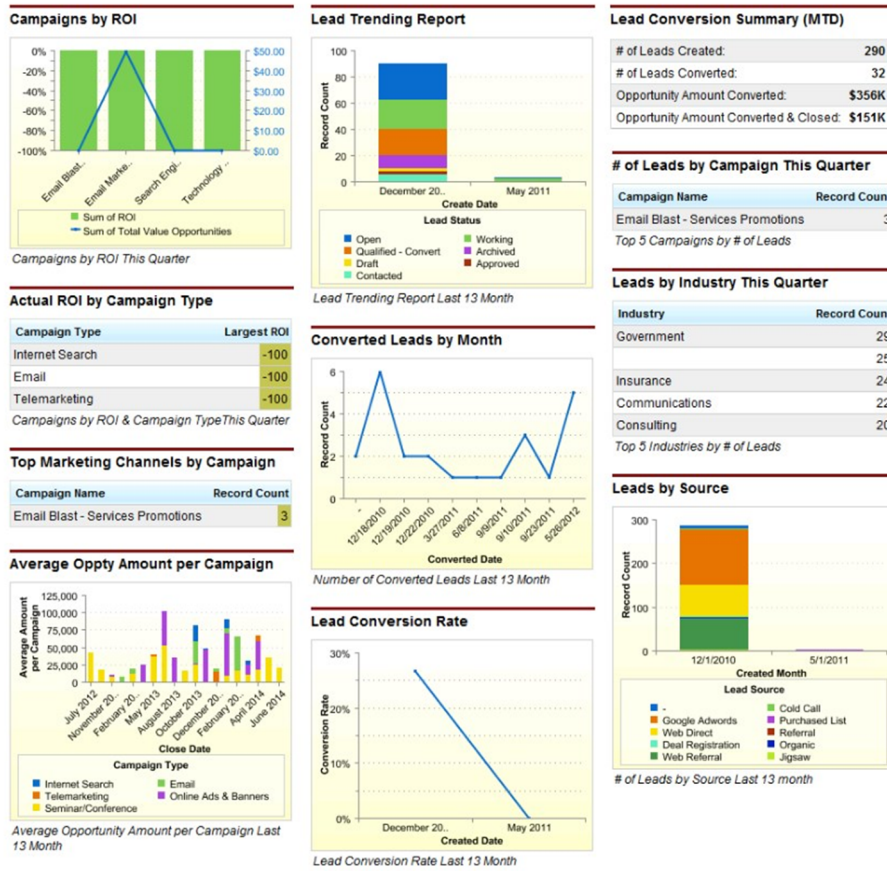 Campaigns by ROI
0%
-20%
-40%
-60%
-80%
-100%
$50.00
$40.00
$30.00
$20.00
$10.00
$0.00
Email Blast..
Email Marke..
Search Engi..
Technology ..
Sum of ROI
Sum of Total Value Opportunities
Campaigns by ROI This Quarter
Actual ROI by Campaign Type
Campaign Type Largest ROI
Internet Search -100
Email -100
Telemarketing -100
Campaigns by ROI & Campaign TypeThis Quarter
Top Marketing Channels by Campaign
Campaign Name Record Count
Email Blast - Services Promotions 3
Average Oppty Amount per Campaign
Average Amount
per Campaign
125,000
100,000
75,000
50,000
25,000
0
July 2012
November 20..
February 20..
May 2013
August 2013
October 2013
December 20..
February 20..
April 2014
June 2014
Close Date
Campaign Type
Internet Search Email
Telemarketing Online Ads & Banners
Seminar/Conference
Average Opportunity Amount per Campaign Last
13 Month
Lead Trending Report
Record Count
100
80
60
40
20
0
December 20.. May 2011
Create Date
Lead Status
Open Working
Qualified - Convert Archived
Draft Approved
Contacted
Lead Trending Report Last 13 Month
Converted Leads by Month
Record Count
6
4
2
0
-
12/18/2010
12/19/2010
12/22/2010
3/27/2011
6/8/2011
9/9/2011
9/10/2011
9/23/2011
5/26/2012
Converted Date
Number of Converted Leads Last 13 Month
Lead Conversion Rate
Conversion Rate
30%
20%
10%
0%
December 20.. May 2011
Created Date
Lead Conversion Rate Last 13 Month
Lead Conversion Summary (MTD)
# of Leads Created: 290
# of Leads Converted: 32
Opportunity Amount Converted: $356K
Opportunity Amount Converted & Closed: $151K
# of Leads by Campaign This Quarter
Campaign Name Record Coun
Email Blast - Services Promotions
Top 5 Campaigns by # of Leads
Leads by Industry This Quarter
Industry Record Coun
Government 29
25
Insurance 24
Communications 22
Consulting 20
Top 5 Industries by # of Leads
Leads by Source
Record Count
300
200
100
0
12/1/2010 5/1/2011
Created Month
Lead Source
- Cold Call
Google Adwords Purchased List
Web Direct Referral
Deal Registration Organic
Web Referral Jigsaw
# of Leads by Source Last 13 month